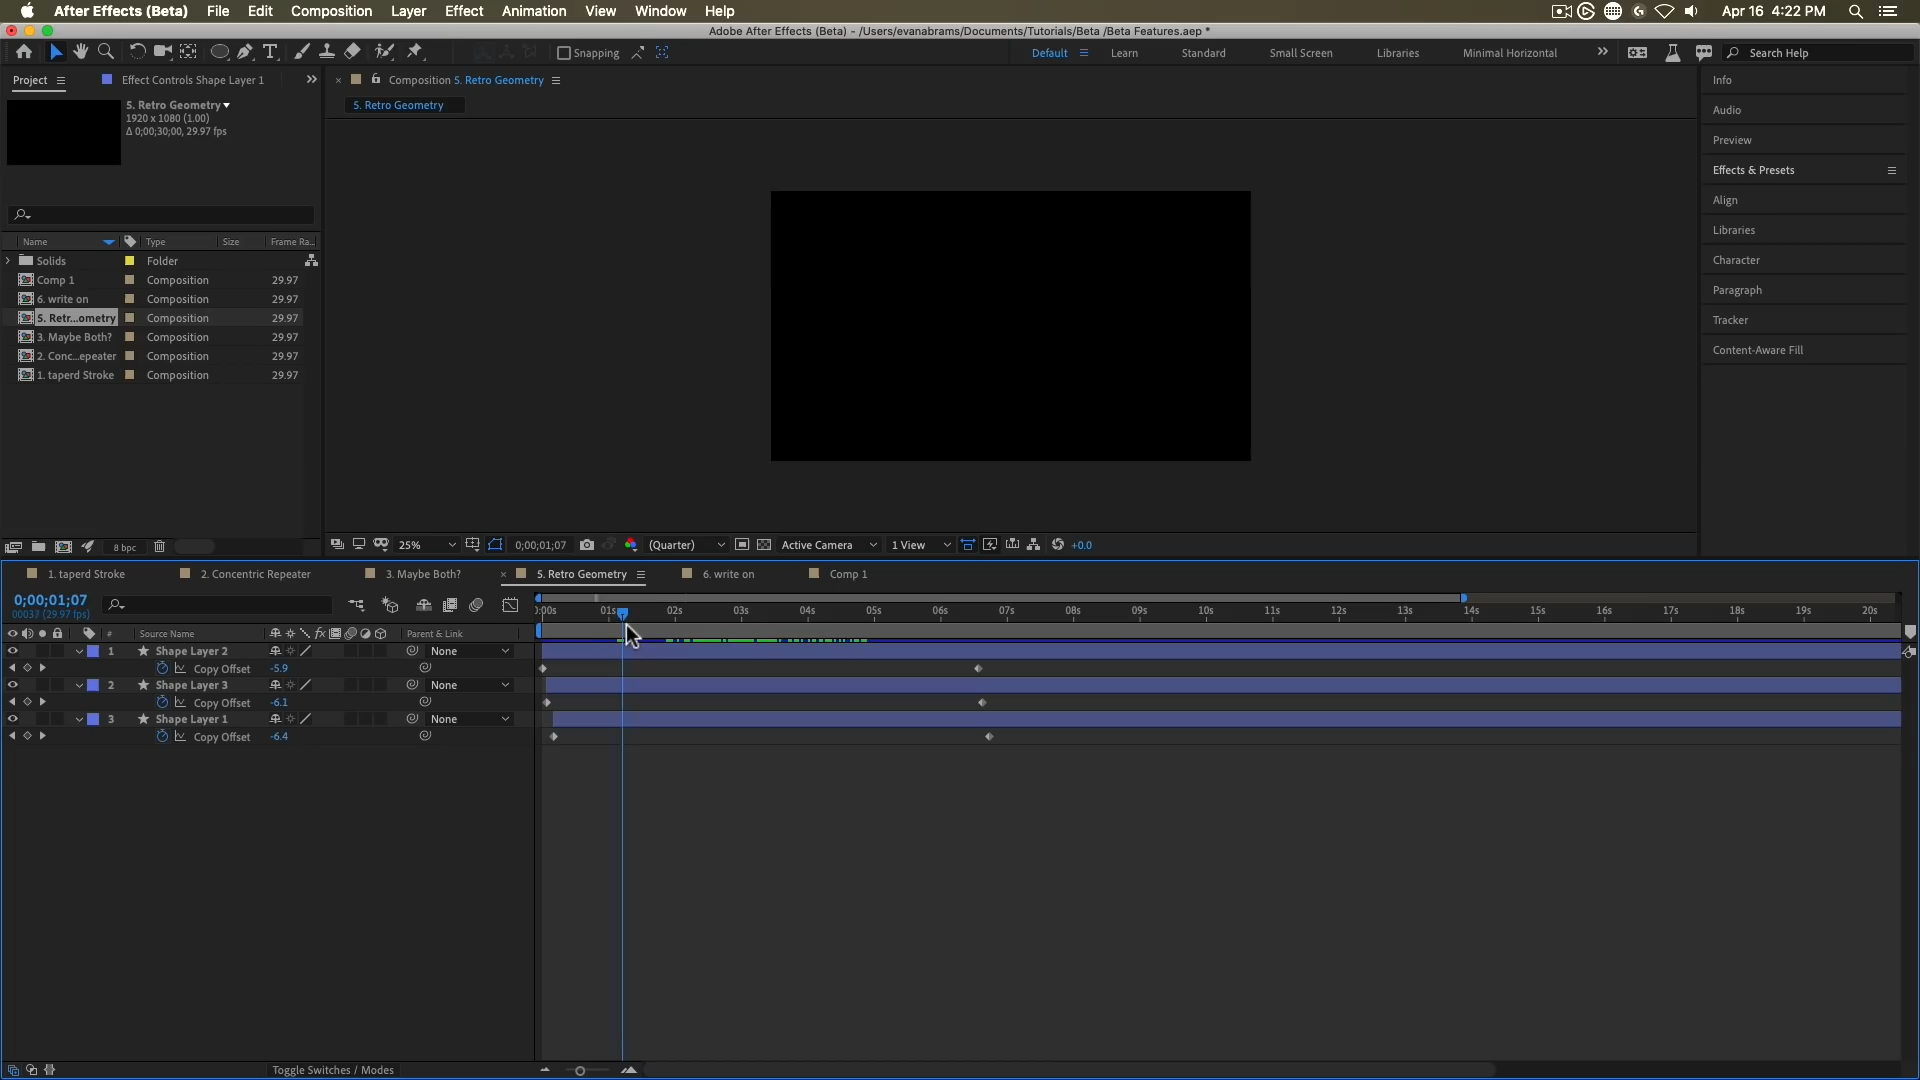 After Effects (Beta) File Edit Composition Layer Effect Animation View Window Help Apr 16 4:22 PM
Adobe After Effects (Beta) - /Users/evanabrams/Documents/Tutorials/Beta /Beta Features.aep *
Snapping Default Learn Standard Small Screen Libraries Minimal Horizontal Search Help
Project Effect Controls Shape Layer 1 Composition 5. Retro Geometry Info
5. Retro Geometry 5. Retro Geometry
1920 x 1080 (1.00)
Δ 0;00;30;00, 29.97 fps
Audio
Preview
Effects & Presets
Align
Libraries
Character
Paragraph
Tracker
Content-Aware Fill
Name Type Size Frame Ra...
Solids Folder
Comp 1 Composition 29.97
6. write on Composition 29.97
5. Retr...ometry Composition 29.97
3. Maybe Both? Composition 29.97
2. Conc...epeater Composition 29.97
1. taperd Stroke Composition 29.97
8 bpc 25% 0;00;01;07 (Quarter) Active Camera 1 View +0.0
1. taperd Stroke 2. Concentric Repeater 3. Maybe Both? 5. Retro Geometry 6. write on Comp 1
0;00;01;07
00037 (29.97 fps)
):00s 01s 02s 03s 04s 05s 06s 07s 08s 09s 10s 11s 12s 13s 14s 15s 16s 17s 18s 19s 20s
# Source Name fx Parent & Link
1 Shape Layer 2 None
Copy Offset -5.9
2 Shape Layer 3 None
Copy Offset -6.1
3 Shape Layer 1 None
Copy Offset -6.4
Toggle Switches / Modes